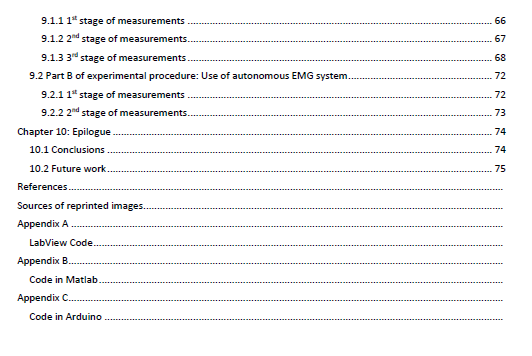 9.1.1 1st stage of measurements ........................................................ 66
9.1.2 2nd stage of measurements........................................................ 67
9.1.3 3rd stage of measurements........................................................ 68
9.2 Part B of experimental procedure: Use of autonomous EMG system........................ 72
9.2.1 1st stage of measurements ........................................................ 72
9.2.2 2nd stage of measurements........................................................ 73
Chapter 10: Epilogue ........................................................ 74
10.1 Conclusions ........................................................ 74
10.2 Future work ........................................................ 75
References........................................................
Sources of reprinted images........................................................
Appendix A ........................................................
LabView Code........................................................
Appendix B........................................................
Code in Matlab ........................................................
Appendix C........................................................
Code in Arduino ........................................................